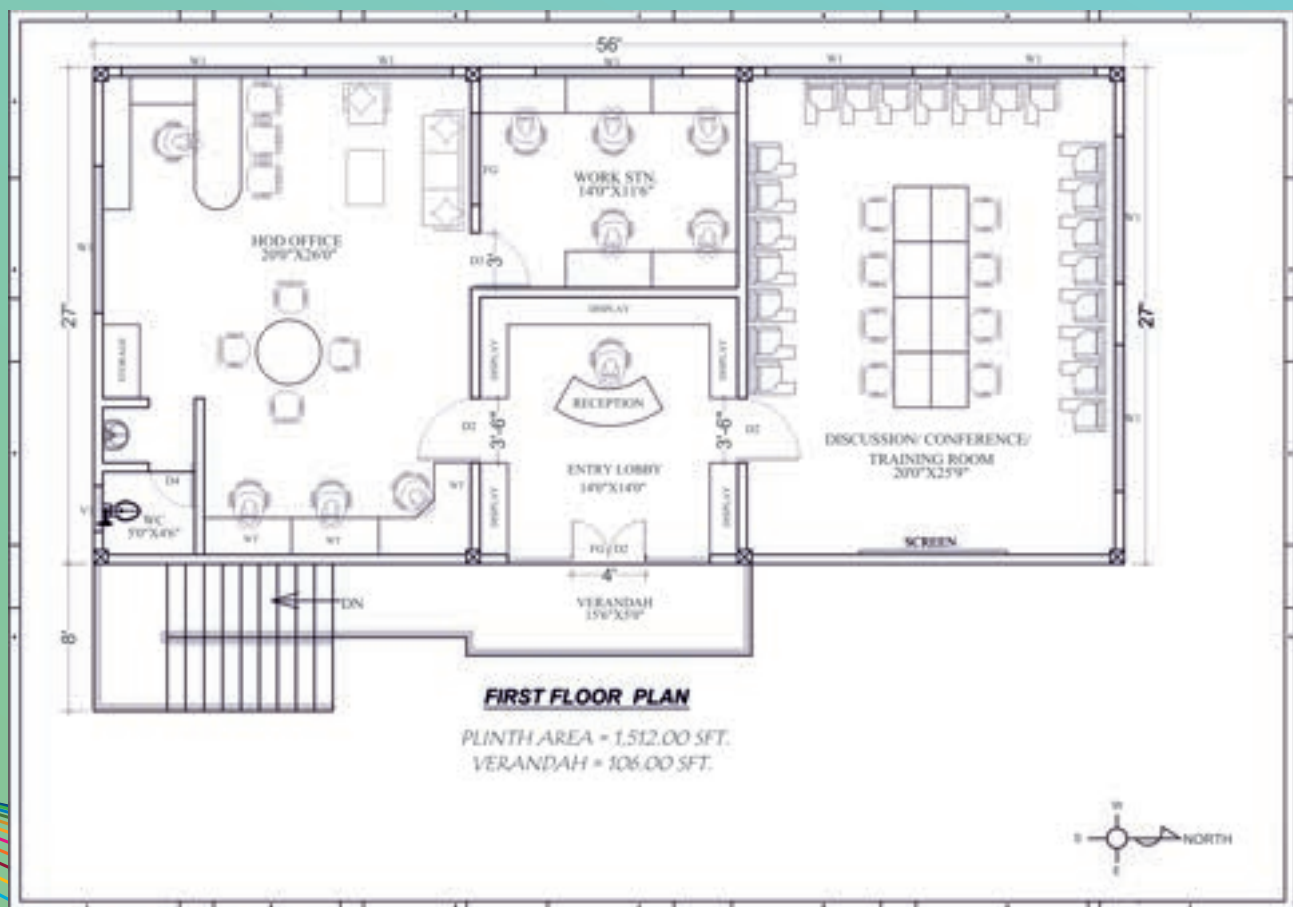 56'
W1
W1
W1
W1
W1
WORK STN.
14'0"X11'6"
FG
HOD OFFICE
20'0"X26'0"
D3
3'
W1
27'
27'
DISPLAY
STORAGE
DISPLAY
DISPLAY
RECEPTION
D2
3'-6"
3'-6"
D2
W1
DISCUSSION/ CONFERENCE/
TRAINING ROOM
20'0"X25'9"
ENTRY LOBBY
14'0"X14'0"
D4
WT
DISPLAY
DISPLAY
V
WC
5'0"X4'6"
WT
WT
FG / D2
SCREEN
4'
DN
VERANDAH
15'6"X5'0"
8'
FIRST FLOOR PLAN
PLINTH AREA = 1,512.00 SFT.
VERANDAH = 106.00 SFT.
W
S
NORTH
E